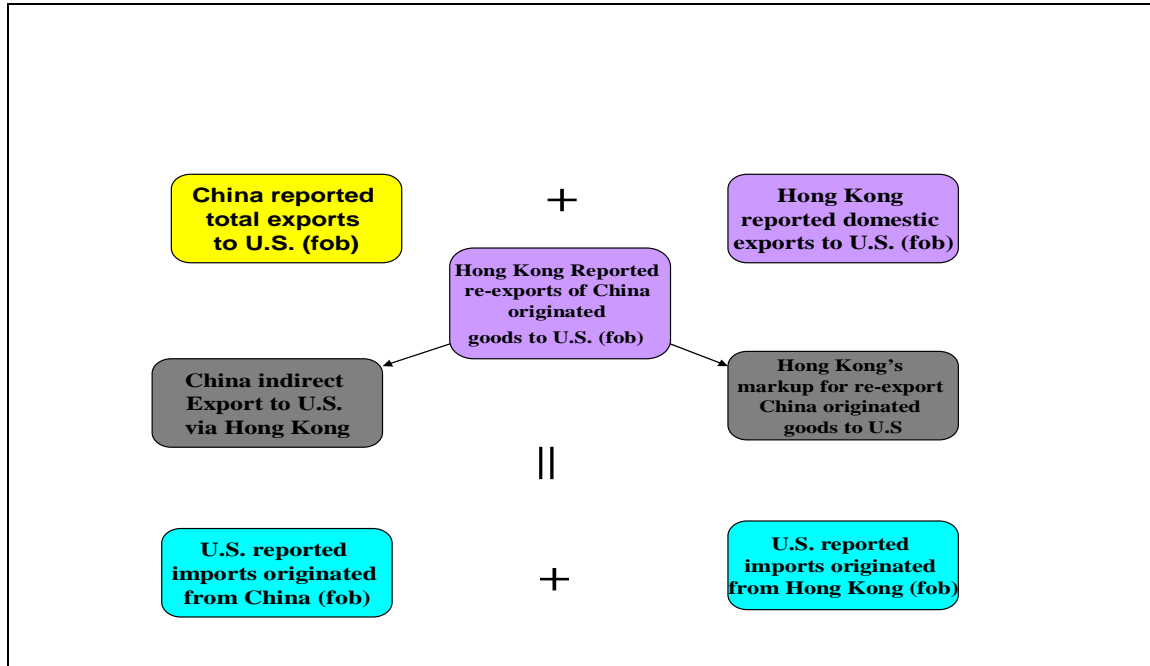 China reported
total exports
to U.S. (fob)
+
Hong Kong
reported domestic
exports to U.S. (fob)
Hong Kong Reported
re-exports of China
originated
goods to U.S. (fob)
China indirect
Export to U.S.
via Hong Kong
Hong Kong’s
markup for re-export
China originated
goods to U.S
=
U.S. reported
imports originated
from China (fob)
+
U.S. reported
imports originated
from Hong Kong (fob)